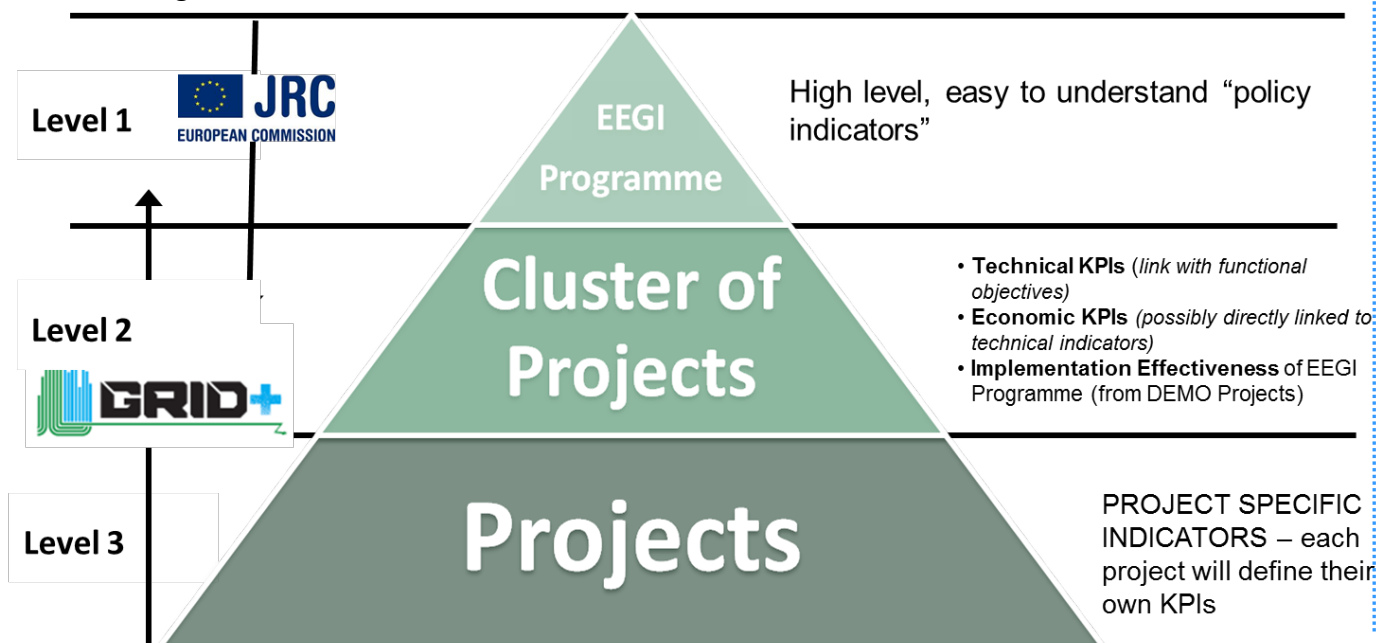 Level 1
JRC
EUROPEAN COMMISSION
EEGI
Programme
High level, easy to understand “policy
indicators”
Level 2
GRID+
Cluster of
Projects
• Technical KPIs (link with functional
objectives)
• Economic KPIs (possibly directly linked to
technical indicators)
• Implementation Effectiveness of EEGI
Programme (from DEMO Projects)
Level 3
Projects
PROJECT SPECIFIC
INDICATORS – each
project will define their
own KPIs